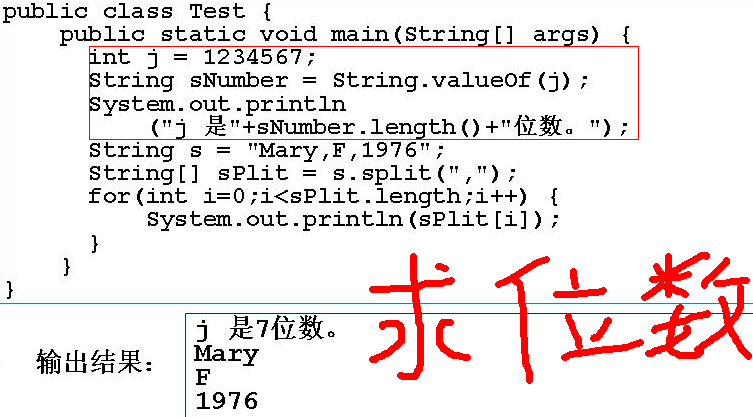 public class Test {
public static void main(String[] args) {
int j = 1234567;
String sNumber = String.valueOf(j);
System.out.println
("j 是"+sNumber.length()+"位数。");
String s = "Mary,F,1976";
String[] sPlit = s.split(",");
for(int i=0;i<sPlit.length;i++) {
System.out.println(sPlit[i]);
}
}
}
求位数
输出结果:
j 是7位数。
Mary
F
1976